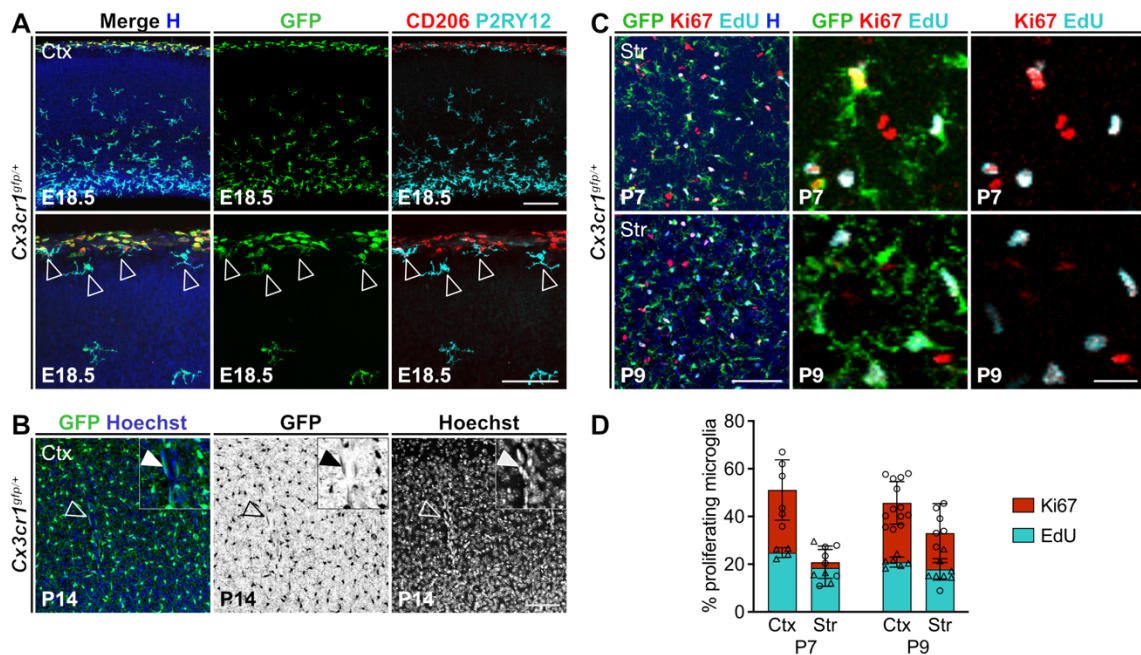 A
Merge H
GFP
CD206 P2RY12
Cx3cr1gfp/+
Ctx
E18.5
E18.5
E18.5
E18.5
E18.5
E18.5
B
GFP Hoechst
GFP
Hoechst
Cx3cr1gfp/+
Ctx
P14
P14
P14
C
GFP Ki67 EdU H
GFP Ki67 EdU
Ki67 EdU
Cx3cr1gfp/+
Str
P7
P7
P7
Str
P9
P9
P9
D
% proliferating microglia
80
60
40
20
0
Ctx Str Ctx Str
P7 P9
Ki67
EdU